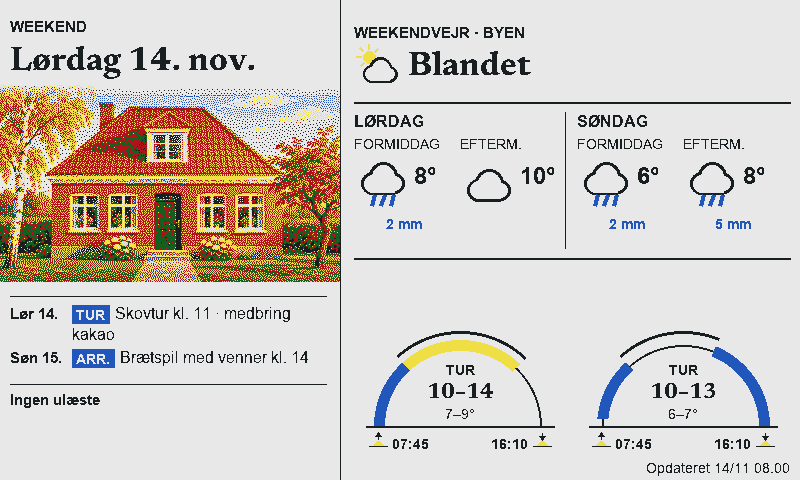 WEEKEND
Lørdag 14. nov.
Lør 14. TUR Skovtur kl. 11 · medbring
kakao
Søn 15. ARR. Brætspil med venner kl. 14
Ingen ulæste
WEEKENDVEJR · BYEN
Blandet
LØRDAG
FORMIDDAG EFTERM.
8° 10°
2 mm
SØNDAG
FORMIDDAG EFTERM.
6° 8°
2 mm 5 mm
TUR
10–14
7–9°
07:45 16:10
TUR
10–13
6–7°
07:45 16:10
Opdateret 14/11 08.00